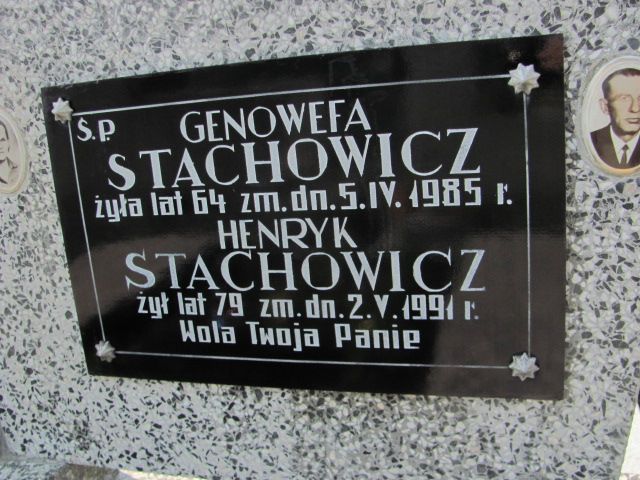 Ś.P. GENOWEFA
STACHOWICZ
żyła lat 64 zm. dn. 5. IV. 1985 r.
HENRYK
STACHOWICZ
żył lat 79 zm. dn. 2. V. 1991 r.
Wola Twoja Panie